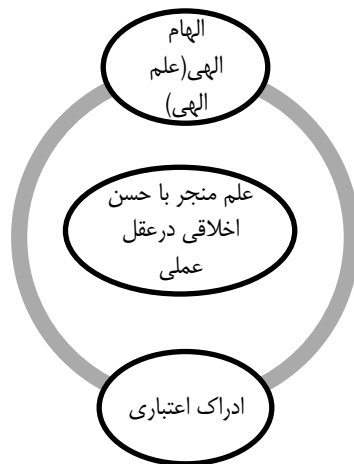 الهام
الهی(علم
الهی)
علم منجر با حسن
اخلاقی درعقل
عملی
ادراک اعتباری